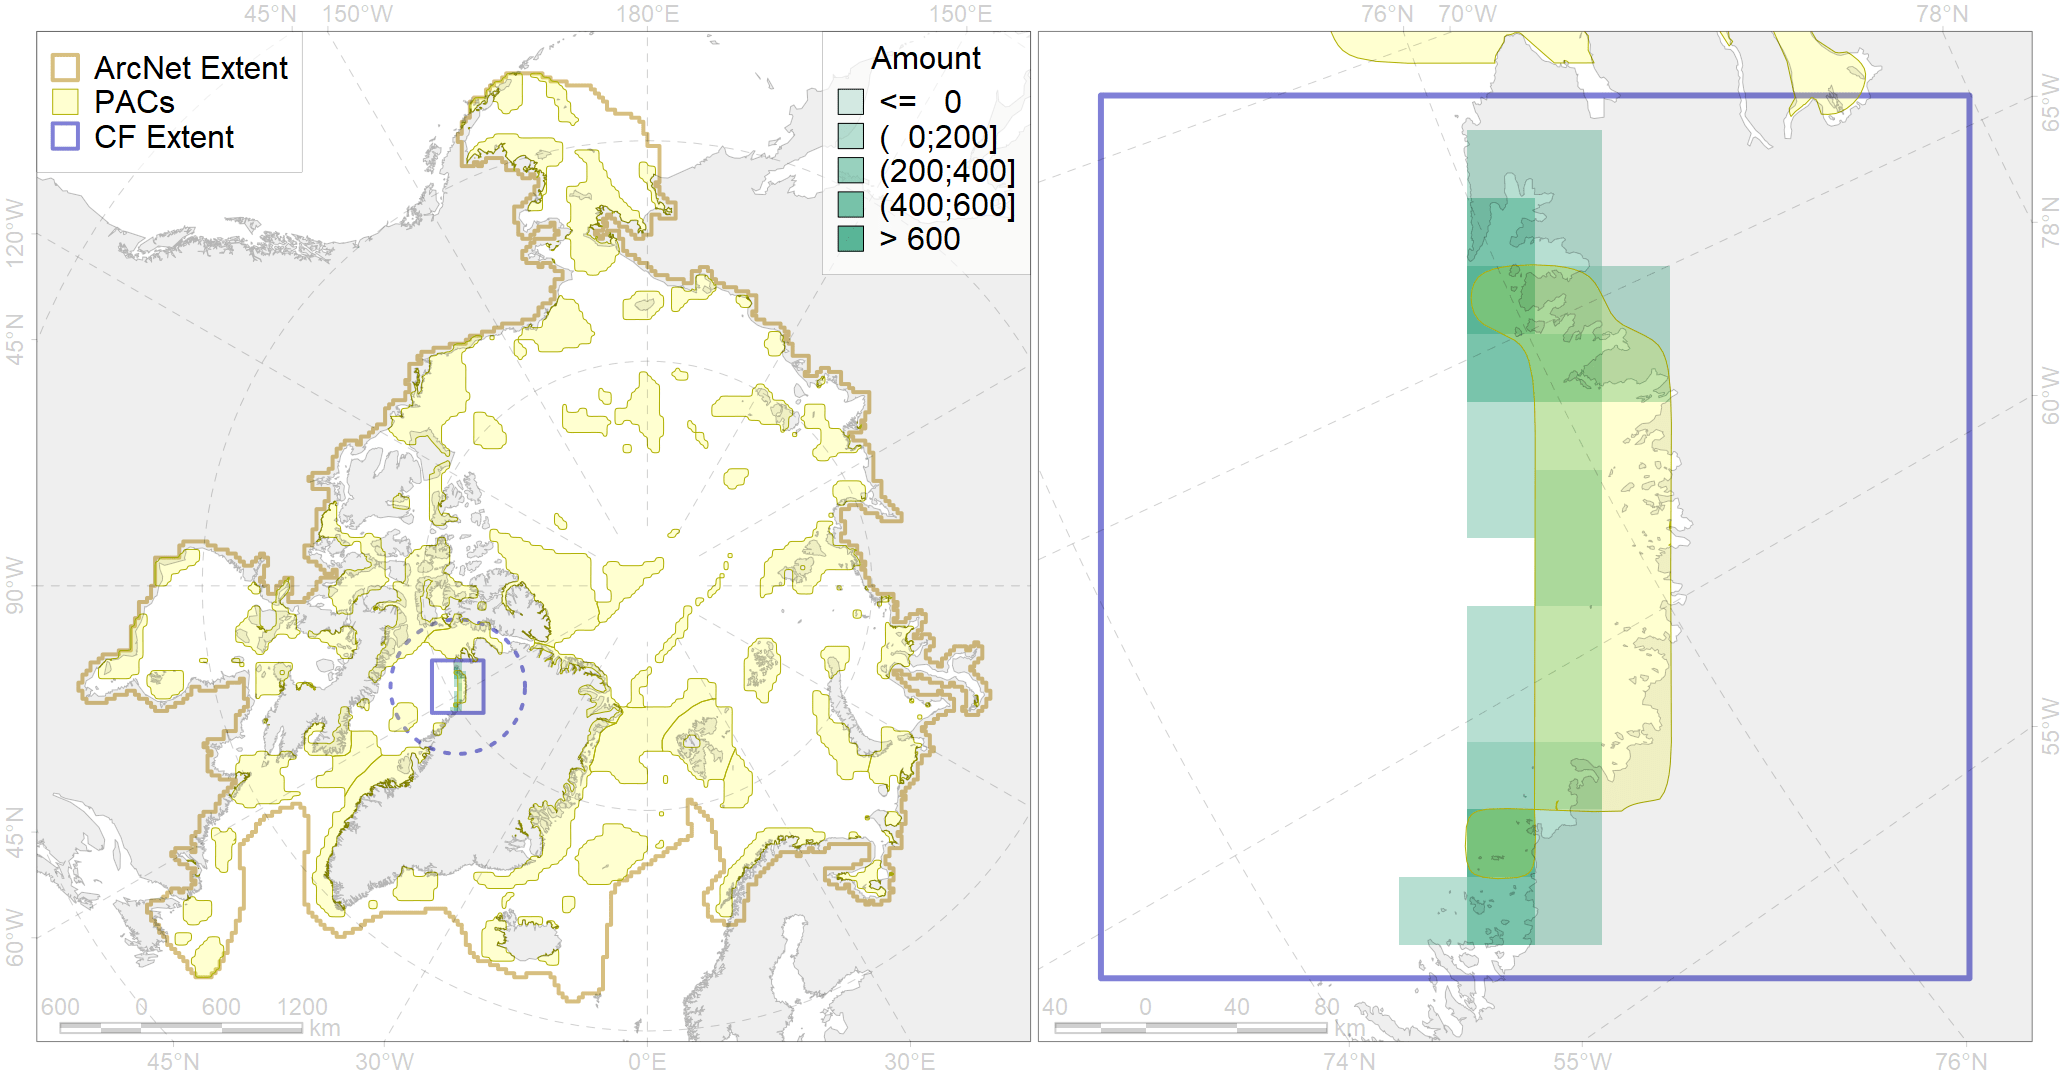 45°N 150°W 180°E 150°E 76°N 70°W 78°N
ArcNet Extent
PACs
CF Extent
Amount
<= 0
( 0;200]
(200;400]
(400;600]
> 600
120°W
45°N
90°W
45°N
60°W
65°W
78°N
60°W
55°W
600 0 600 1200
km
40 0 40 80
km
45°N 30°W 0°E 30°E 74°N 55°W 76°N